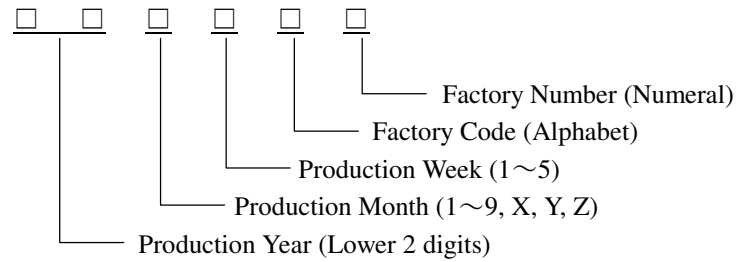 □ □ □ □ □ □
Factory Number (Numeral)
Factory Code (Alphabet)
Production Week (1～5)
Production Month (1～9, X, Y, Z)
Production Year (Lower 2 digits)